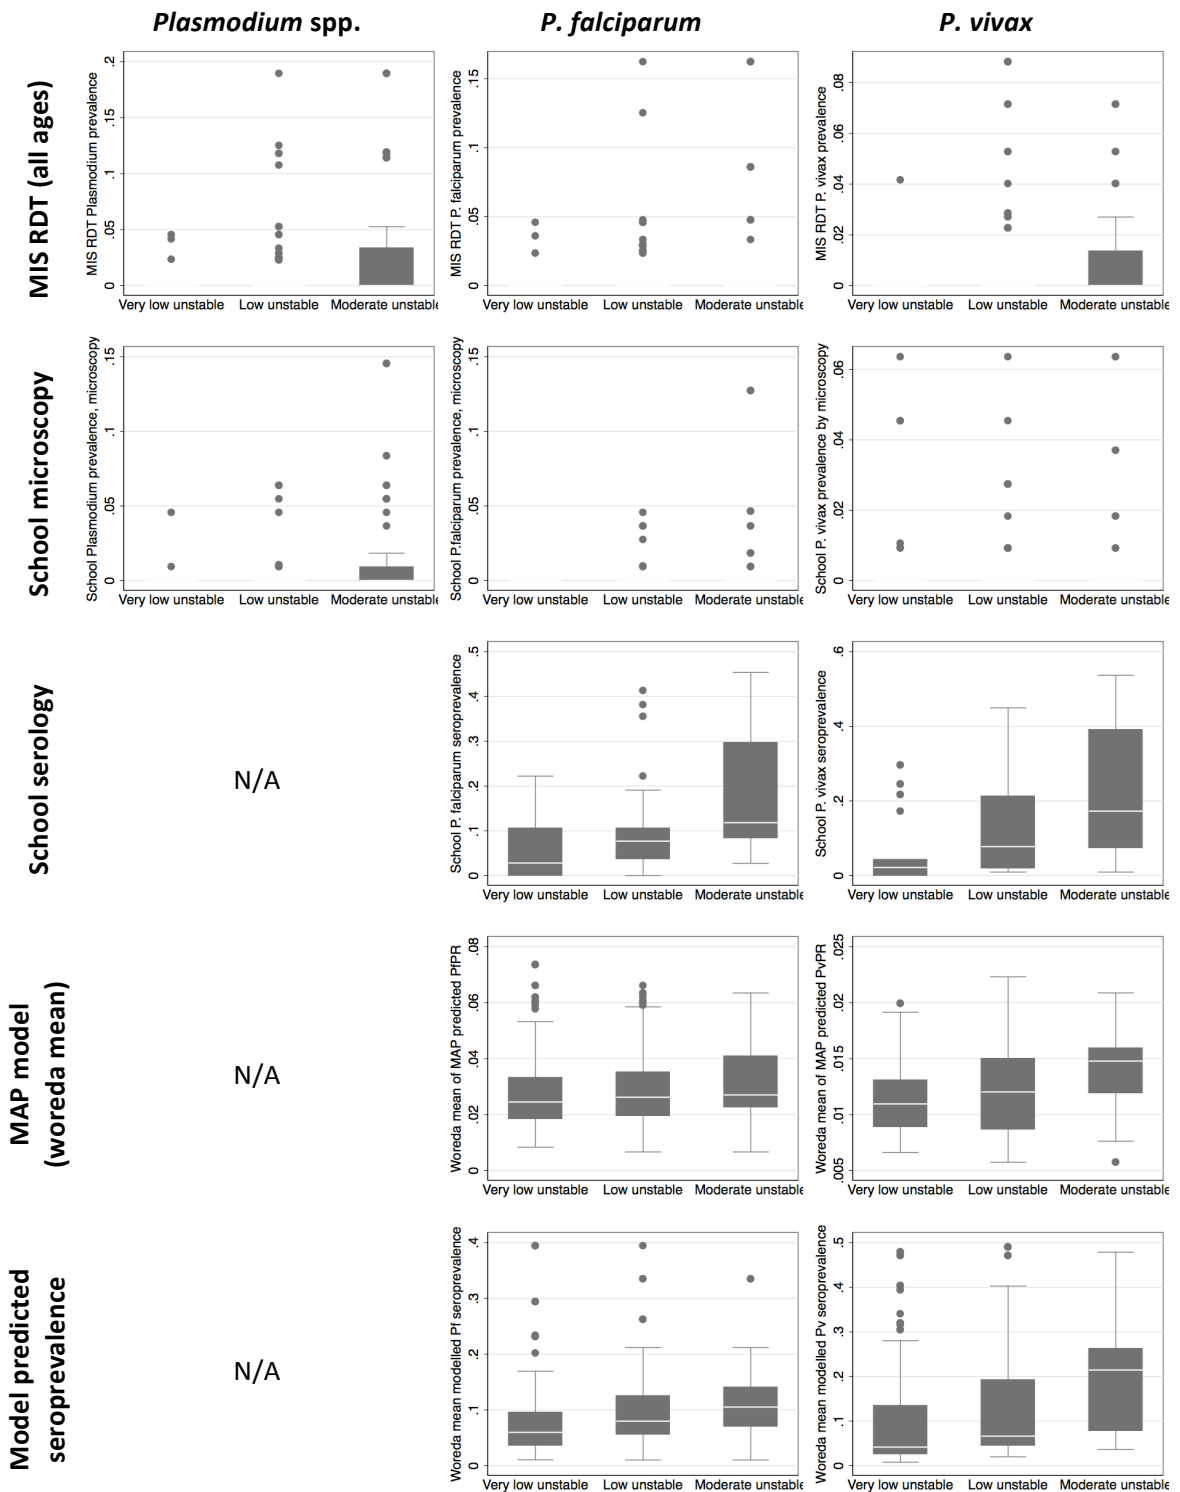 Plasmodium spp.
P. falciparum
P. vivax
MIS RDT (all ages)
MIS RDT Plasmodium prevalence
0 .05 .1 .15 .2
Very low unstable Low unstable Moderate unstable
MIS RDT P. falciparum prevalence
0 .05 .1 .15
Very low unstable Low unstable Moderate unstable
MIS RDT P. vivax prevalence
0 .02 .04 .06 .08
Very low unstable Low unstable Moderate unstable
School microscopy
School Plasmodium prevalence, microscopy
0 .05 .1 .15
Very low unstable Low unstable Moderate unstable
School P.falciparum prevalence, microscopy
0 .05 .1 .15
Very low unstable Low unstable Moderate unstable
School P. vivax prevalence by microscopy
0 .02 .04 .06
Very low unstable Low unstable Moderate unstable
School serology
N/A
School P. falciparum seroprevalence
0 .1 .2 .3 .4 .5
Very low unstable Low unstable Moderate unstable
School P. vivax seroprevalence
0 .2 .4 .6
Very low unstable Low unstable Moderate unstable
MAP model
(woreda mean)
N/A
Woreda mean of MAP predicted PfPR
0 .02 .04 .06 .08
Very low unstable Low unstable Moderate unstable
Woreda mean of MAP predicted PvPR
.005 .01 .015 .02 .025
Very low unstable Low unstable Moderate unstable
Model predicted
seroprevalence
N/A
Woreda mean modelled Pf seroprevalence
0 .1 .2 .3 .4
Very low unstable Low unstable Moderate unstable
Woreda mean modelled Pv seroprevalence
0 .1 .2 .3 .4 .5
Very low unstable Low unstable Moderate unstable